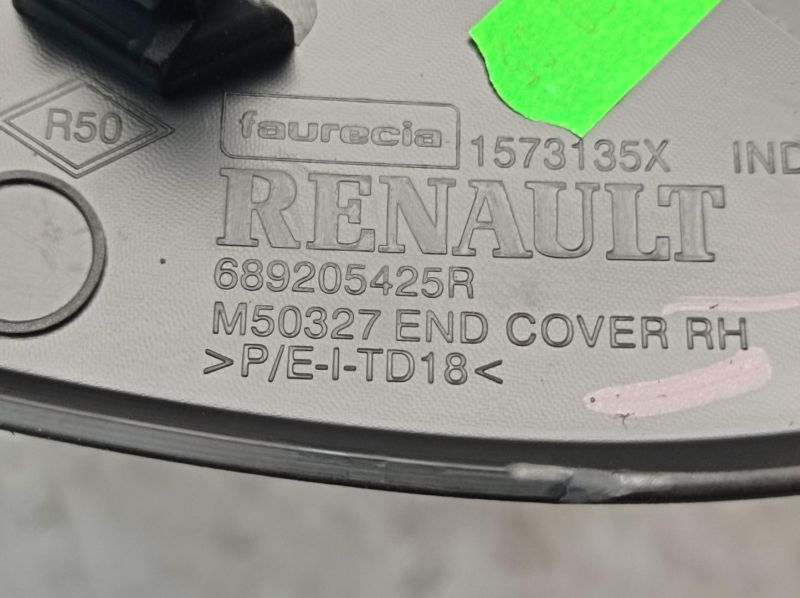 R50
faurecia 1573135X IND
RENAULT
689205425R
M50327 END COVER RH
>P/E-I-TD18<